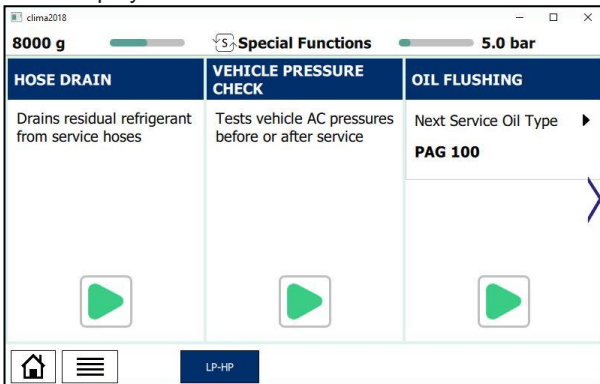 clima2018
8000 g
S
Special Functions
5.0 bar
HOSE DRAIN
VEHICLE PRESSURE
CHECK
OIL FLUSHING
Drains residual refrigerant
from service hoses
Tests vehicle AC pressures
before or after service
Next Service Oil Type
PAG 100
LP-HP